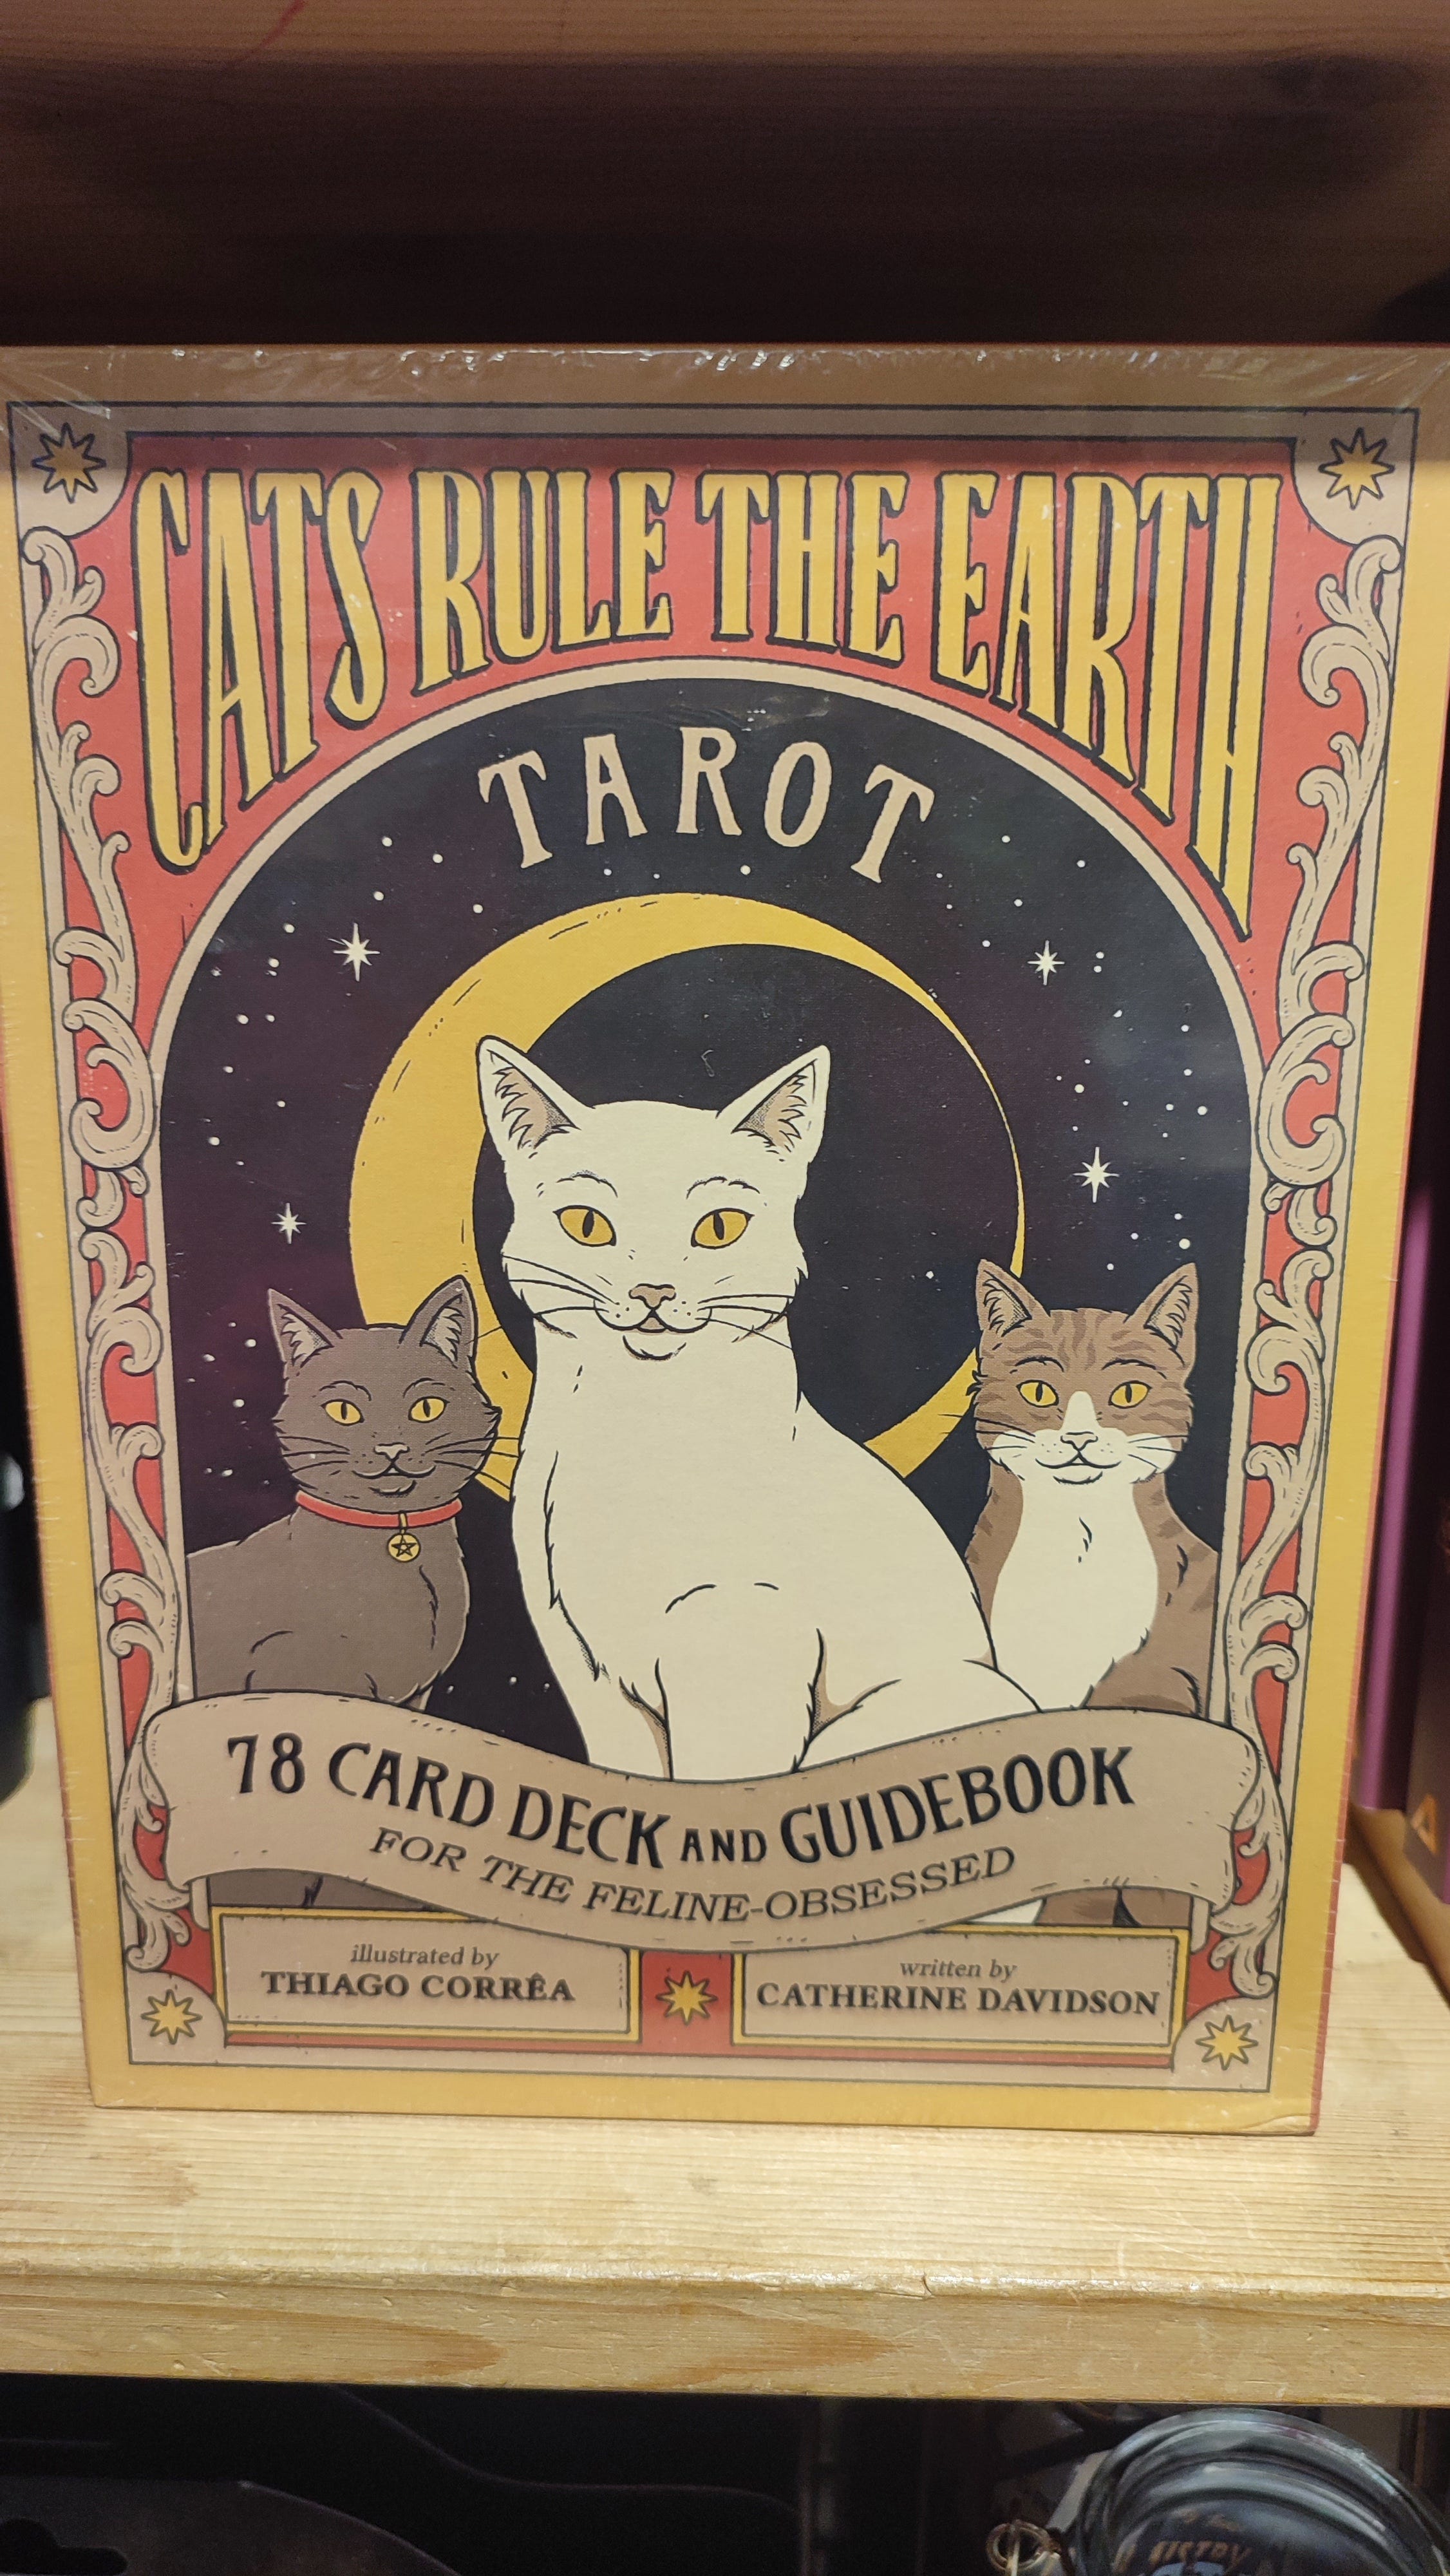 CATS RULE THE EARTH
TAROT
78 CARD DECK AND GUIDEBOOK
FOR THE FELINE-OBSESSED
illustrated by
THIAGO CORRÊA
written by
CATHERINE DAVIDSON